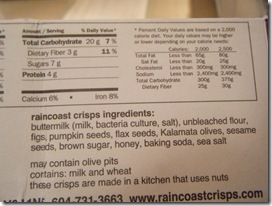 Amount / Serving % Daily Value*
Total Carbohydrate 20 g 7 %
Dietary Fiber 3 g 11 %
Sugars 7 g
Protein 4 g
Calcium 6% • Iron 8%
* Percent Daily Values are based on a 2,000
calorie diet. Your daily values may be higher
or lower depending on your calorie needs:
Calories: 2,000 2,500
Total Fat Less than 65g 80g
Sat Fat Less than 20g 25g
Cholesterol Less than 300mg 300mg
Sodium Less than 2,400mg 2,400mg
Total Carbohydrate 300g 375g
Dietary Fiber 25g 30g
raincoast crisps ingredients:
buttermilk (milk, bacteria culture, salt), unbleached flour,
figs, pumpkin seeds, flax seeds, Kalamata olives, sesame
seeds, brown sugar, honey, baking soda, sea salt
may contain olive pits
contains: milk and wheat
these crisps are made in a kitchen that uses nuts
www.raincoastcrisps.com